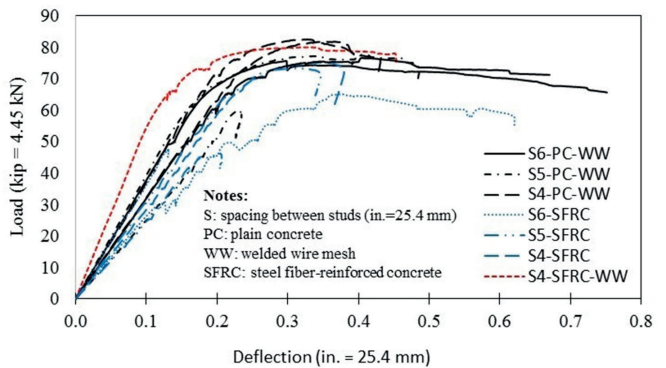 90
80
70
60
50
40
30
20
10
0
Load (kip = 4.45 kN)
Notes:
S: spacing between studs (in.=25.4 mm)
PC: plain concrete
WW: welded wire mesh
SFRC: steel fiber-reinforced concrete
S6-PC-WW
S5-PC-WW
S4-PC-WW
S6-SFRC
S5-SFRC
S4-SFRC
S4-SFRC-WW
0.0 0.1 0.2 0.3 0.4 0.5 0.6 0.7 0.8
Deflection (in. = 25.4 mm)